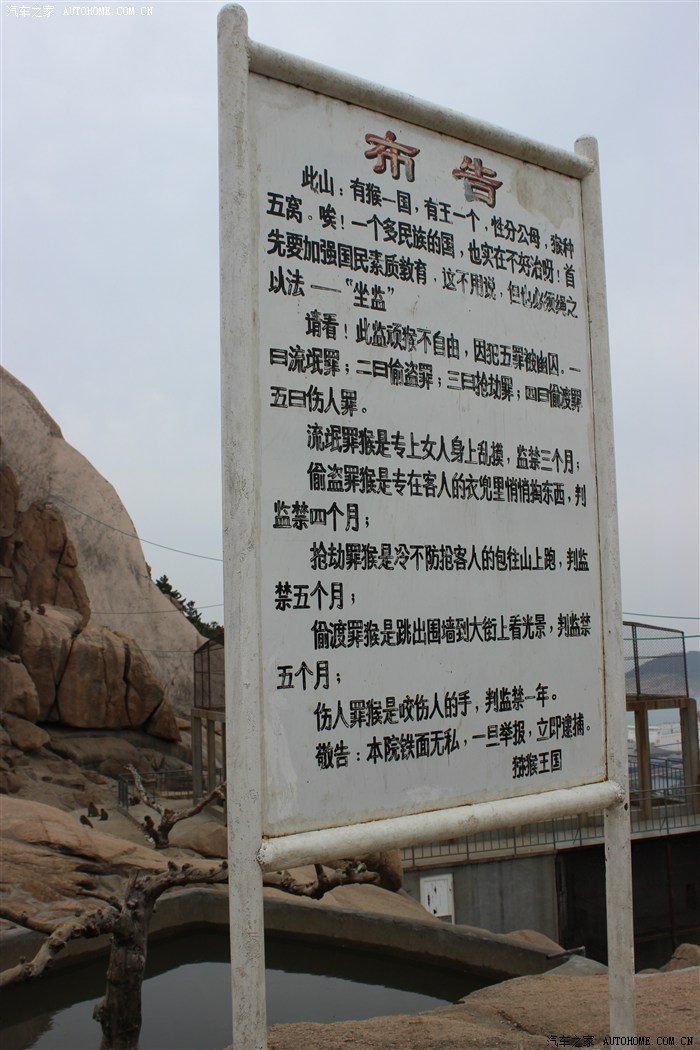 汽车之家 AUTOHOME.COM.CN
布告
此山：有猴一国，有王一个，性分公母，猴种
五窝。唉！一个多民族的国，也实在不好治呀！首
先要加强国民素质教育，这不用说，但也必须绳之
以法——“坐监”
请看！此监顽猴不自由，因犯五罪被幽囚。一
曰流氓罪；二曰偷盗罪；三曰抢劫罪；四曰偷渡罪
五曰伤人罪。
流氓罪猴是专上女人身上乱摸，监禁三个月；
偷盗罪猴是专在客人的衣兜里悄悄掏东西，判
监禁四个月；
抢劫罪猴是冷不防抢客人的包往山上跑，判监
禁五个月；
偷渡罪猴是跳出围墙到大街上看光景，判监禁
五个月；
伤人罪猴是咬伤人的手，判监禁一年。
敬告：本院铁面无私，一旦举报，立即逮捕。
猕猴王国
汽车之家 AUTOHOME.COM.CN